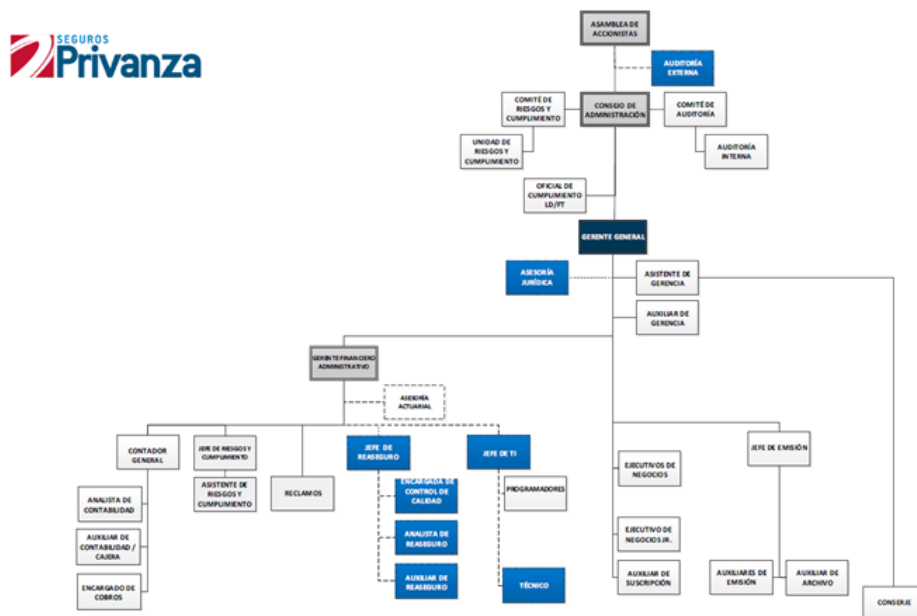 SEGUROS
Privanza
ASAMBLEA DE
ACCIONISTAS
AUDITORÍA
EXTERNA
COMITÉ DE
RIESGOS Y
CUMPLIMIENTO
CONSEJO DE
ADMINISTRACIÓN
COMITÉ DE
AUDITORÍA
UNIDAD DE
RIESGOS Y
CUMPLIMIENTO
AUDITORÍA
INTERNA
OFICIAL DE
CUMPLIMIENTO
LD/FT
GERENTE GENERAL
ASESORÍA
JURÍDICA
ASISTENTE DE
GERENCIA
AUXILIAR DE
GERENCIA
GERENTE FINANCIERO
ADMINISTRATIVO
ASESORÍA
ACTUARIAL
CONTADOR
GENERAL
JEFE DE RIESGOS Y
CUMPLIMIENTO
JEFE DE
REASEGURO
JEFE DE TI
JEFE DE EMISIÓN
ANALISTA DE
CONTABILIDAD
ASISTENTE DE
RIESGOS Y
CUMPLIMIENTO
RECLAMOS
ENCARGADA DE
CONTROL DE
CALIDAD
PROGRAMADORES
EJECUTIVOS DE
NEGOCIOS
AUXILIAR DE
CONTABILIDAD /
CAJERA
ANALISTA DE
REASEGURO
EJECUTIVO DE
NEGOCIOS JR.
ENCARGADO DE
COBROS
AUXILIAR DE
REASEGURO
TÉCNICO
AUXILIAR DE
SUSCRIPCIÓN
AUXILIARES DE
EMISIÓN
AUXILIAR DE
ARCHIVO
CONSERJE